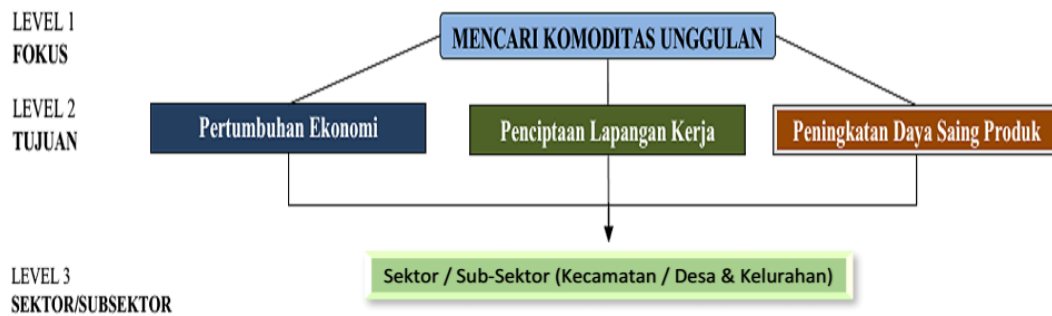 LEVEL 1
FOKUS
MENCARI KOMODITAS UNGGULAN
LEVEL 2
TUJUAN
Pertumbuhan Ekonomi
Penciptaan Lapangan Kerja
Peningkatan Daya Saing Produk
LEVEL 3
SEKTOR/SUBSEKTOR
Sektor / Sub-Sektor (Kecamatan / Desa & Kelurahan)